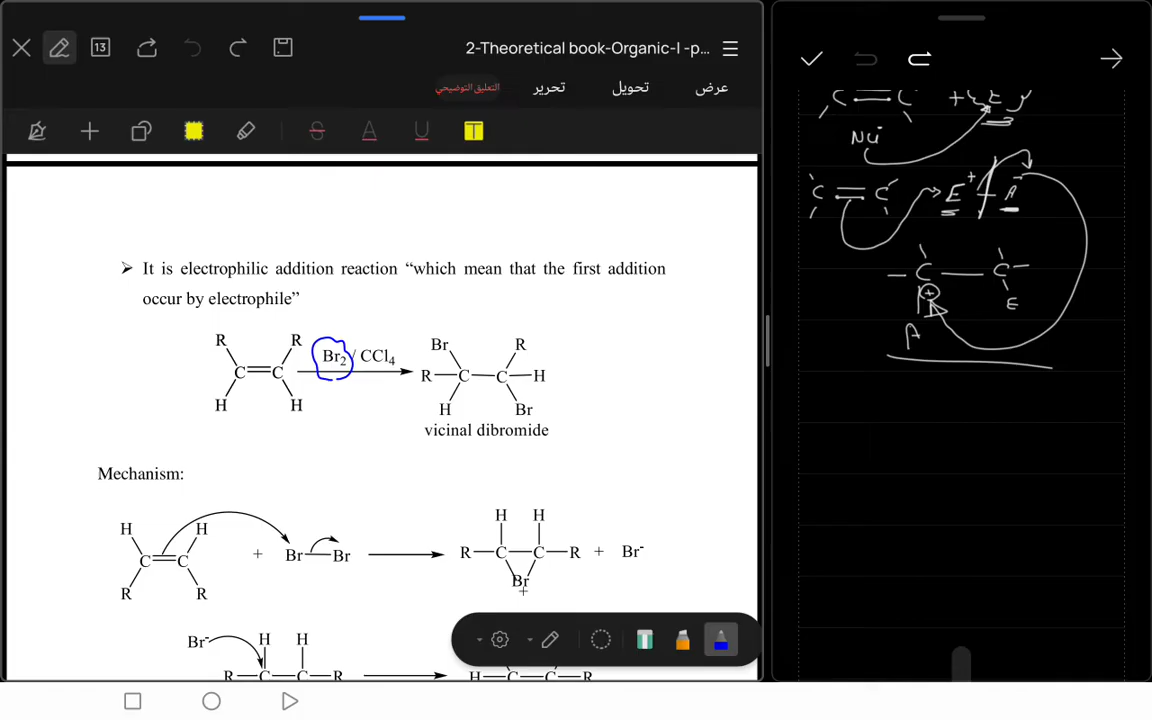 13
2-Theoretical book-Organic-I -p...
عرض تحويل تحرير التعليق التوضيحي
A U T
➢ It is electrophilic addition reaction “which mean that the first addition
occur by electrophile”
R R Br2 / CCl4 Br R
C C R C C H
H H H Br
vicinal dibromide
Mechanism:
H H H H
C C + Br Br R C C R + Br-
R R Br
+
Br- H H
R C C R H C C R
C C + E
Nu
C C E+ A-
C C
+ E
A